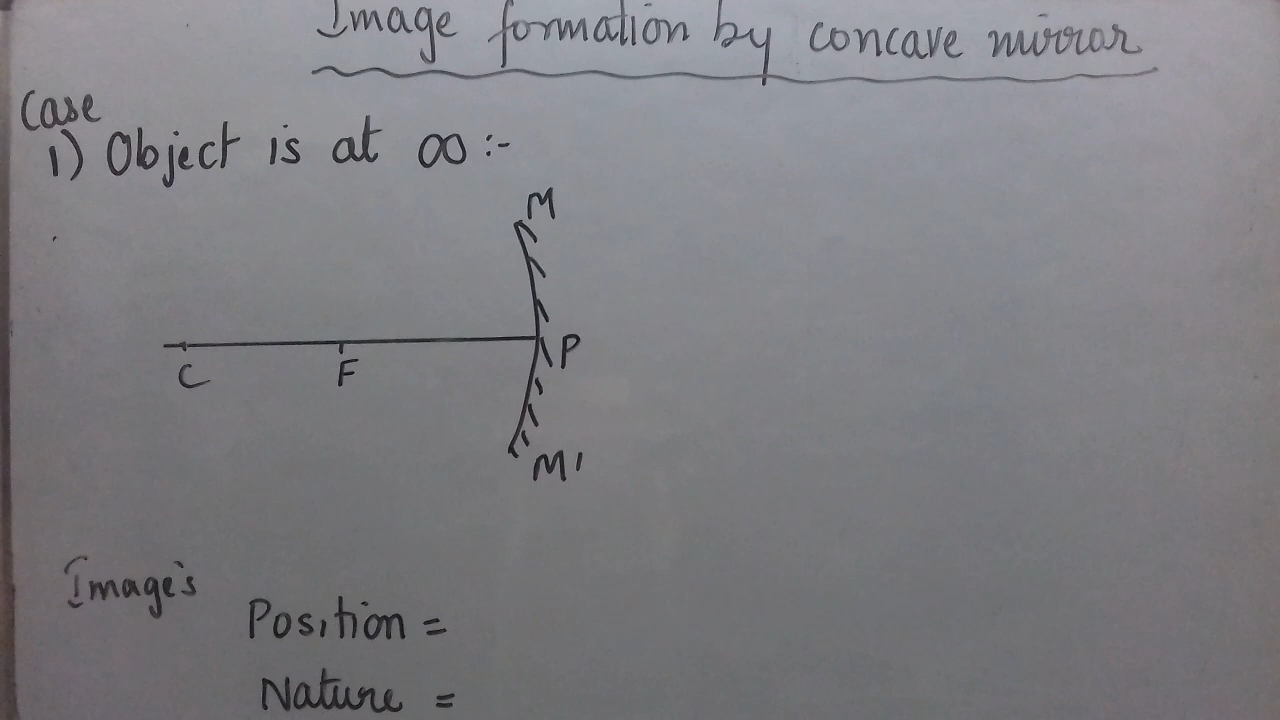 Image formation by concave mirror
Case
1) Object is at ∞ :-
M
C F P
M'
Image's
Position =
Nature =